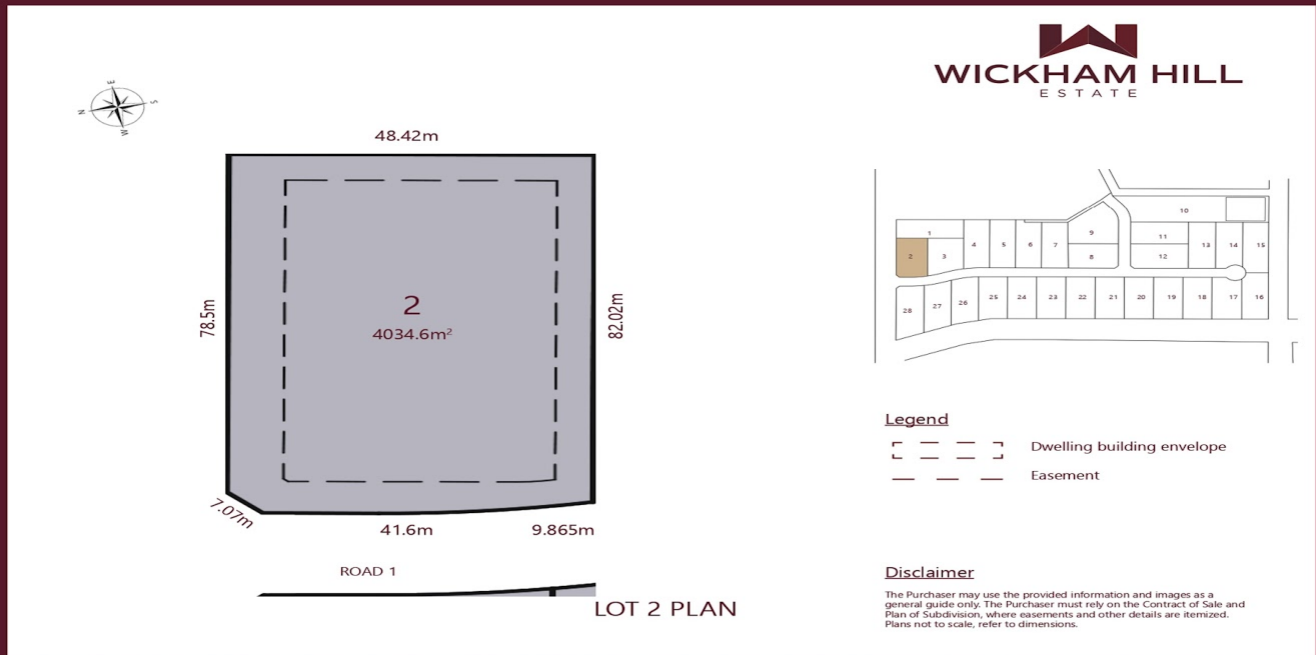 WICKHAM HILL
ESTATE
E
N
S
W
48.42m
78.5m
2
4034.6m²
82.02m
7.07m
41.6m
9.865m
ROAD 1
LOT 2 PLAN
10
1
9
4
5
6
7
11
13
14
15
2
3
8
12
28
27
26
25
24
23
22
21
20
19
18
17
16
Legend
Dwelling building envelope
Easement
Disclaimer
The Purchaser may use the provided information and images as a
general guide only. The Purchaser must rely on the Contract of Sale and
Plan of Subdivision, where easements and other details are itemized.
Plans not to scale, refer to dimensions.